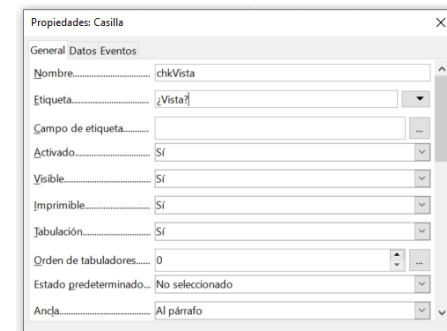 Propiedades: Casilla
General Datos Eventos
Nombre........................... chkVista
Etiqueta............................ ¿Vista?
Campo de etiqueta........... ...
Activado........................... Sí
Visible............................... Sí
Imprimible........................ Sí
Tabulación........................ Sí
Orden de tabuladores...... 0 ...
Estado predeterminado... No seleccionado
Ancla................................. Al párrafo